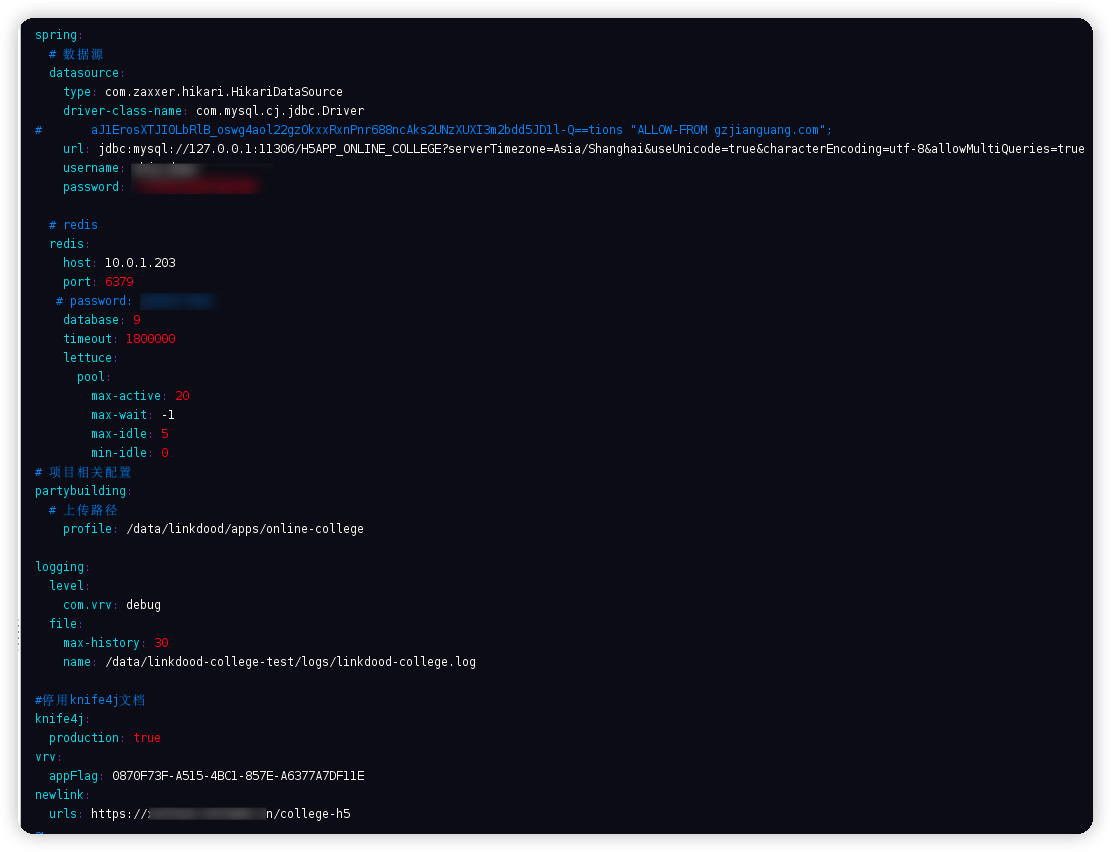 spring:
# 数据源
datasource:
type: com.zaxxer.hikari.HikariDataSource
driver-class-name: com.mysql.cj.jdbc.Driver
# aJ1ErosXTJIOLbRlB_oswg4aol22gzOkxxRxnPnr688ncAks2UNzXUXI3m2bdd5JD1l-Q==tions "ALLOW-FROM gzjianguang.com";
url: jdbc:mysql://127.0.0.1:11306/H5APP_ONLINE_COLLEGE?serverTimezone=Asia/Shanghai&useUnicode=true&characterEncoding=utf-8&allowMultiQueries=true
username:
password:
# redis
redis:
host: 10.0.1.203
port: 6379
# password:
database: 9
timeout: 1800000
lettuce:
pool:
max-active: 20
max-wait: -1
max-idle: 5
min-idle: 0
# 项目相关配置
partybuilding:
# 上传路径
profile: /data/linkdood/apps/online-college
logging:
level:
com.vrv: debug
file:
max-history: 30
name: /data/linkdood-college-test/logs/linkdood-college.log
#停用knife4j文档
knife4j:
production: true
vrv:
appFlag: 0870F73F-A515-4BC1-857E-A6377A7DF11E
newlink:
urls: https://n/college-h5